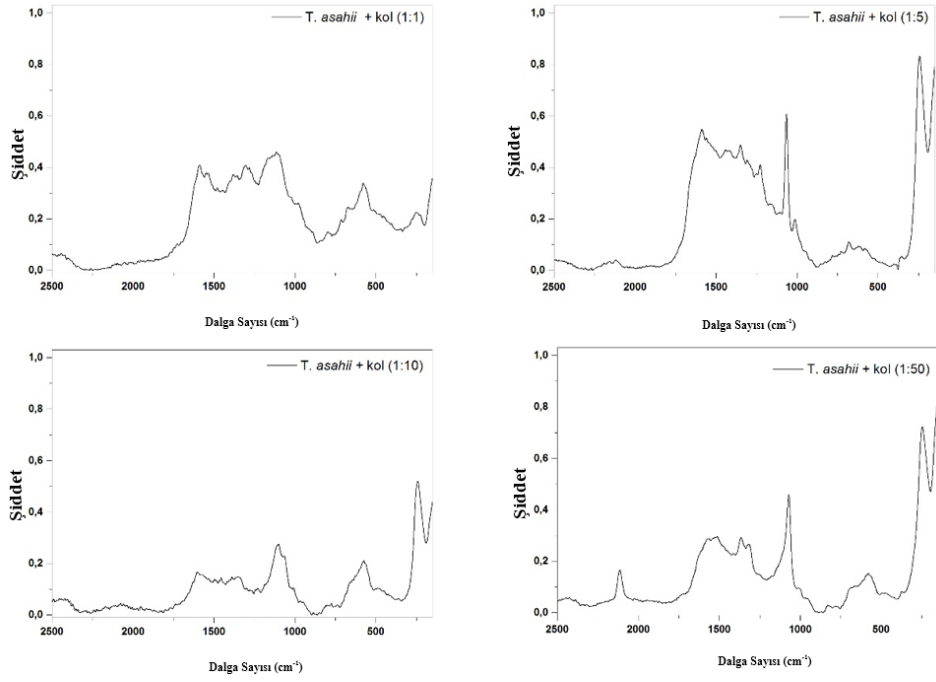 T. asahii + kol (1:1)
1,0
0,8
0,6
0,4
0,2
0,0
Şiddet
2500 2000 1500 1000 500
Dalga Sayısı (cm⁻¹)
T. asahii + kol (1:5)
1,0
0,8
0,6
0,4
0,2
0,0
Şiddet
2500 2000 1500 1000 500
Dalga Sayısı (cm⁻¹)
T. asahii + kol (1:10)
1,0
0,8
0,6
0,4
0,2
0,0
Şiddet
2500 2000 1500 1000 500
Dalga Sayısı (cm⁻¹)
T. asahii + kol (1:50)
1,0
0,8
0,6
0,4
0,2
0,0
Şiddet
2500 2000 1500 1000 500
Dalga Sayısı (cm⁻¹)